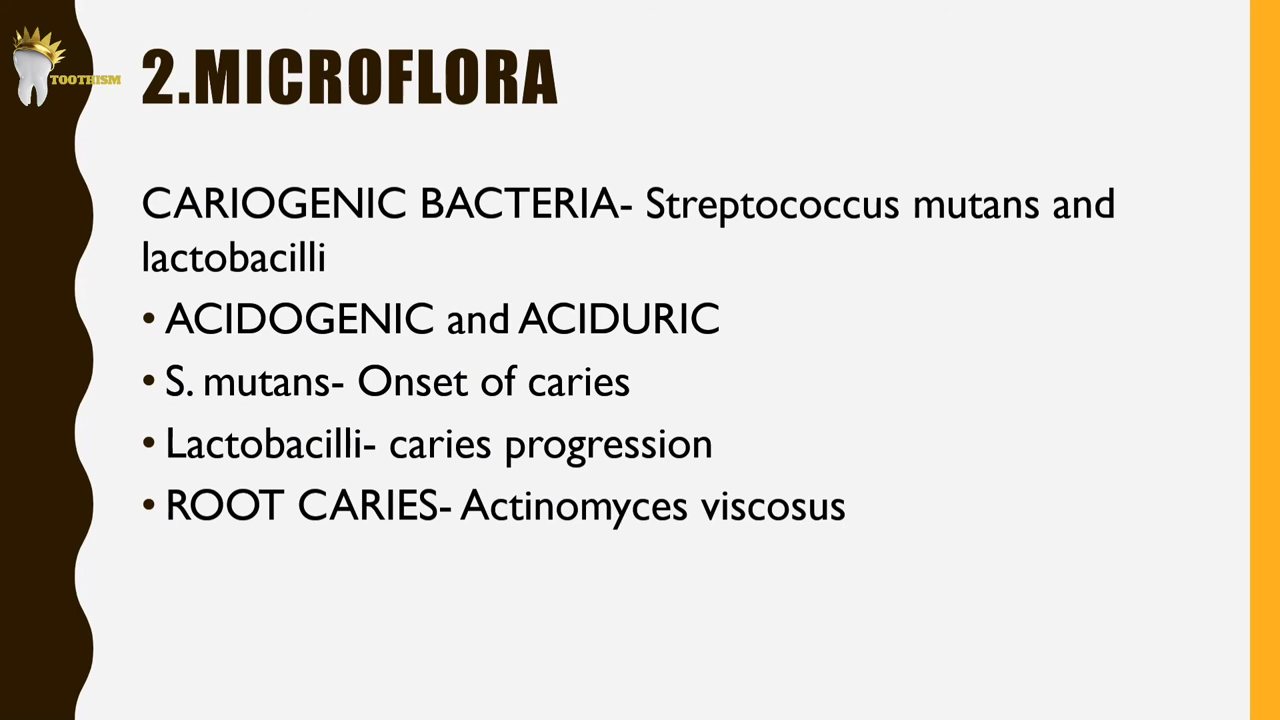 TOOTHISM
2.MICROFLORA
CARIOGENIC BACTERIA- Streptococcus mutans and
lactobacilli
• ACIDOGENIC and ACIDURIC
• S. mutans- Onset of caries
• Lactobacilli- caries progression
• ROOT CARIES- Actinomyces viscosus